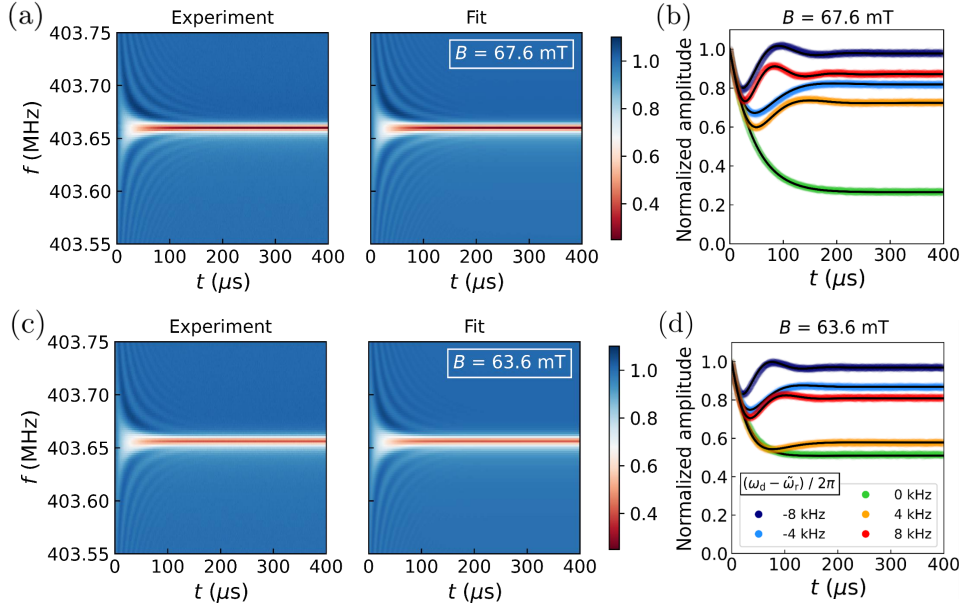 (a)
Experiment
Fit
B = 67.6 mT
f (MHz)
403.75
403.70
403.65
403.60
403.55
0 100 200 300 400
t (μs)
0 100 200 300 400
t (μs)
1.0
0.8
0.6
0.4
(b)
B = 67.6 mT
Normalized amplitude
1.0
0.8
0.6
0.4
0.2
0.0
0 100 200 300 400
t (μs)
(c)
Experiment
Fit
B = 63.6 mT
f (MHz)
403.75
403.70
403.65
403.60
403.55
0 100 200 300 400
t (μs)
0 100 200 300 400
t (μs)
1.0
0.8
0.6
0.4
(d)
B = 63.6 mT
Normalized amplitude
1.0
0.8
0.6
0.4
0.2
0.0
(ω_d − ω̃_r) / 2π
-8 kHz
-4 kHz
0 kHz
4 kHz
8 kHz
0 100 200 300 400
t (μs)